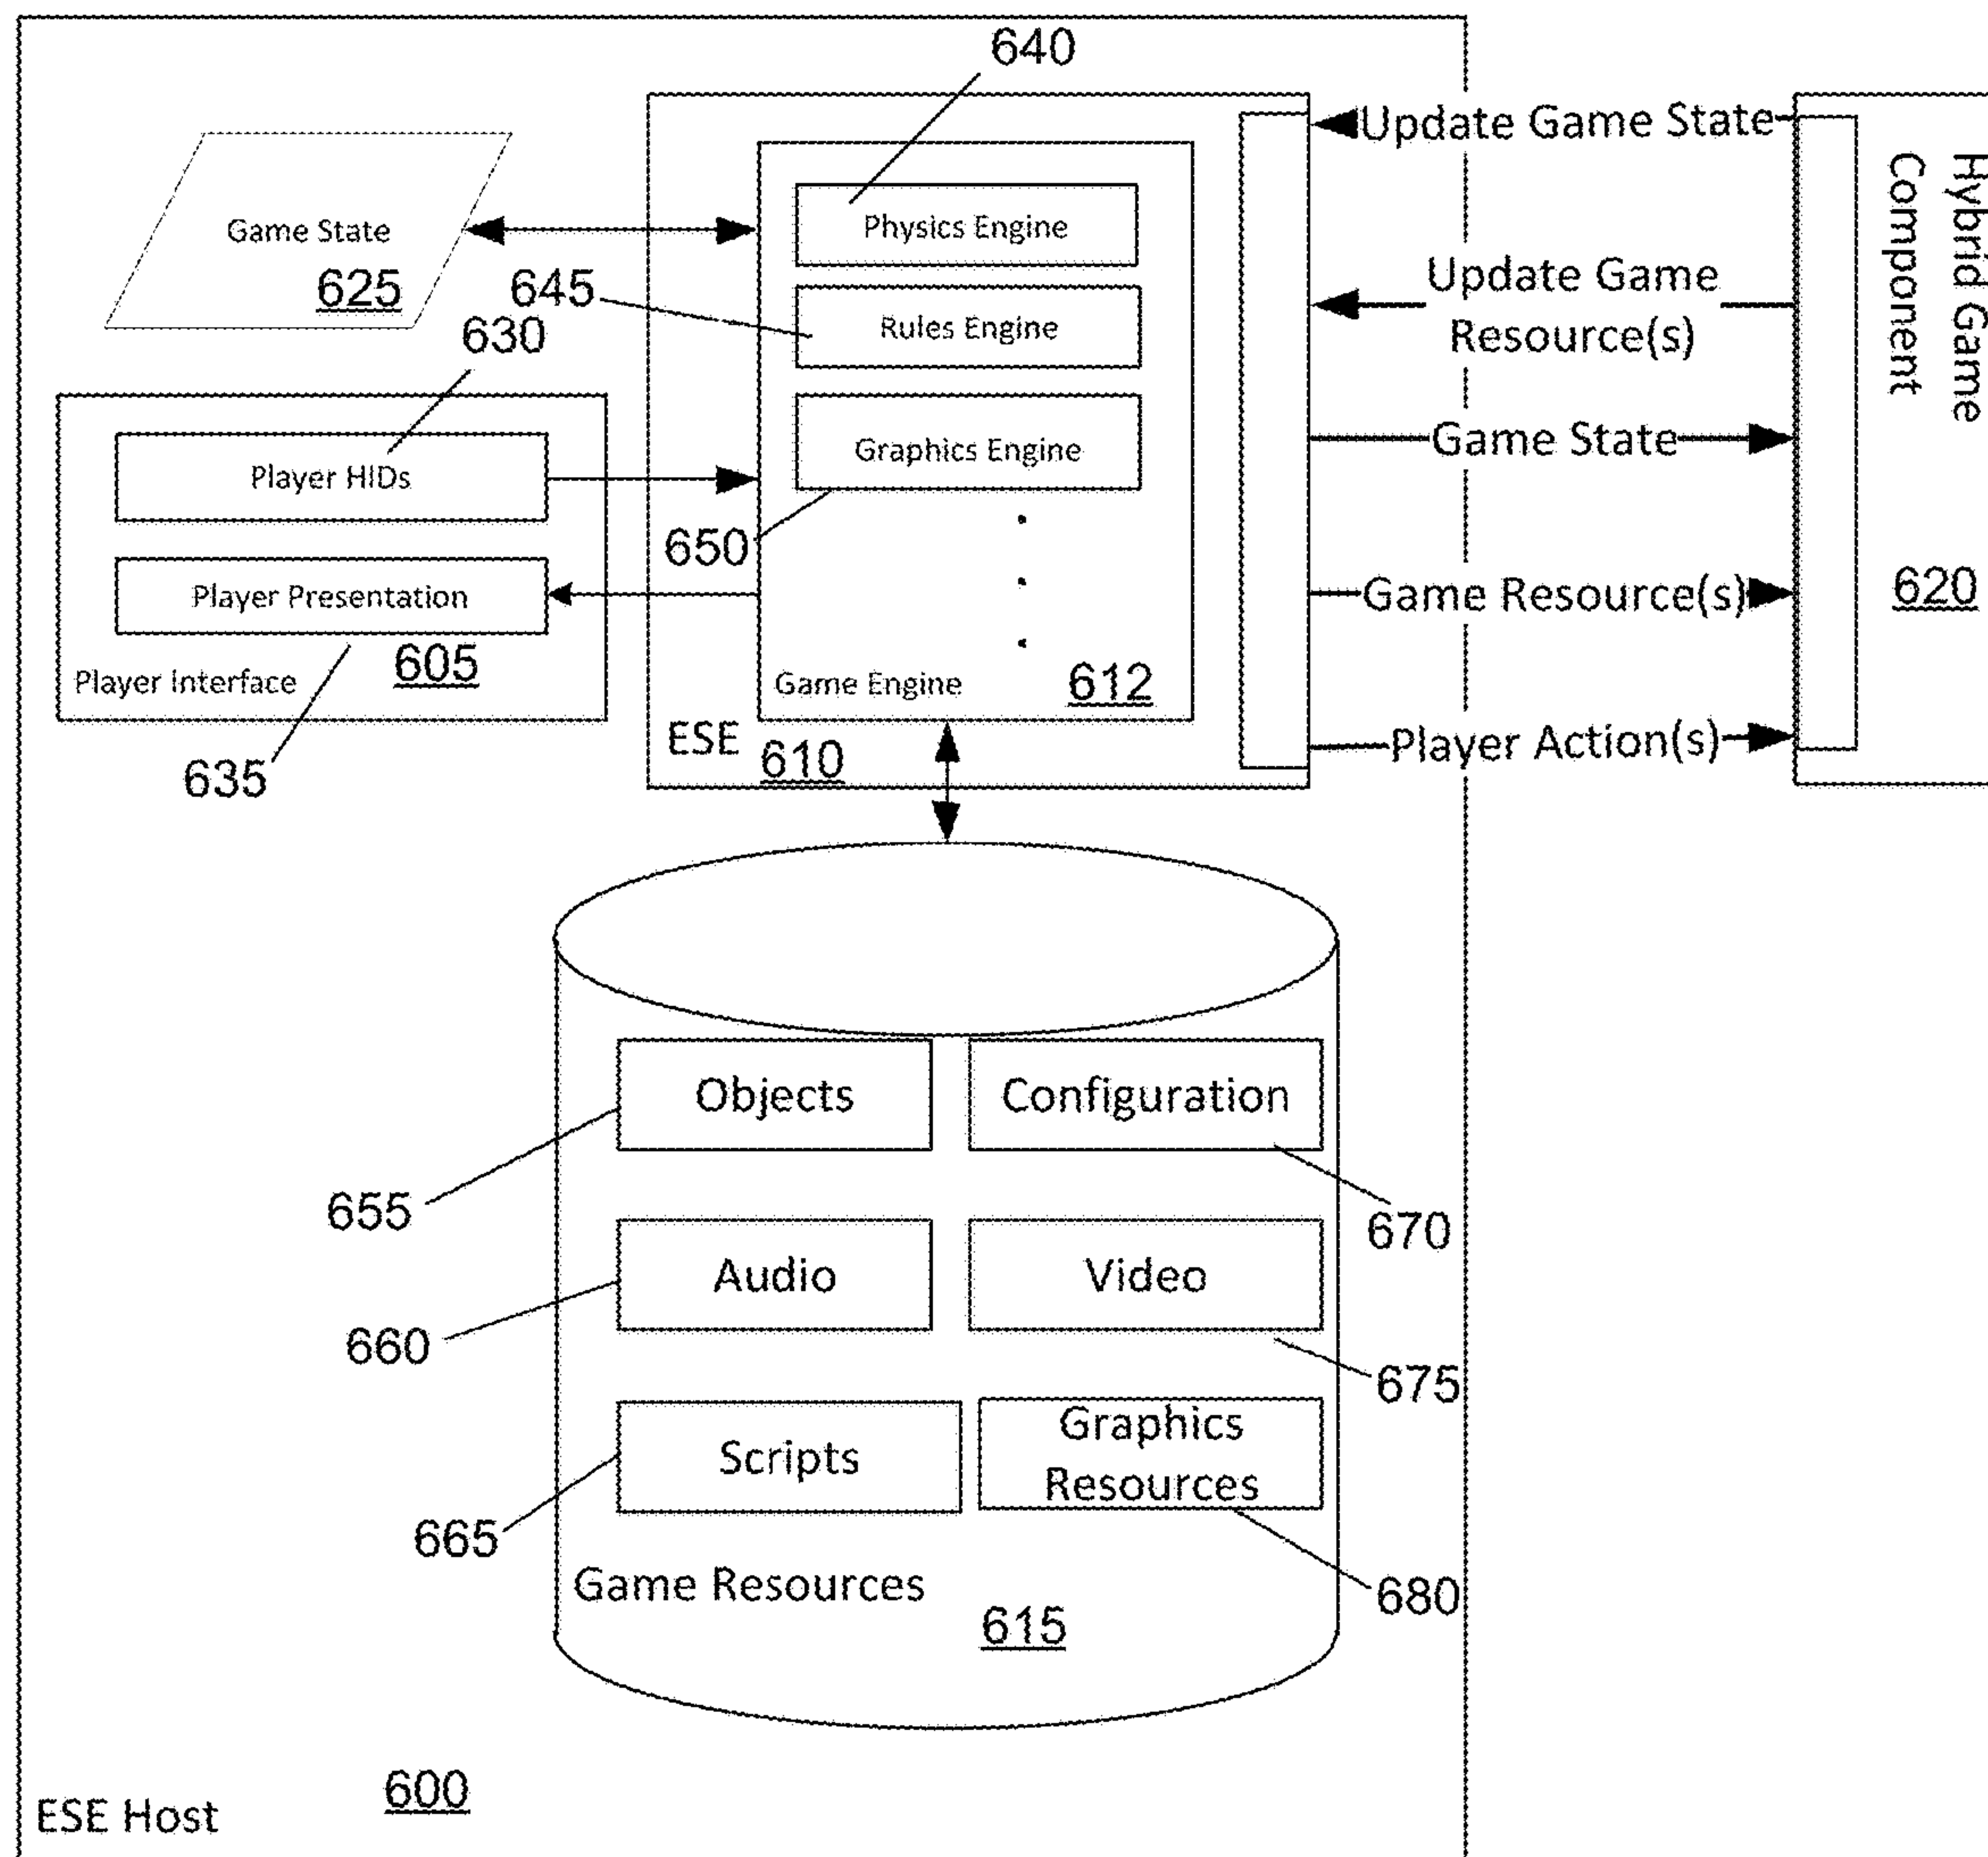 640
Update Game State
Hybrid Game
Component
Game State
625
Physics Engine
645
Rules Engine
Update Game
Resource(s)
630
Player HIDs
Graphics Engine
650
Game State
Player Presentation
605
Player Interface
635
Game Engine
612
ESE
610
Game Resource(s)
620
Player Action(s)
Objects
Configuration
655
670
Audio
Video
660
675
Scripts
Graphics
Resources
665
680
Game Resources
615
600
ESE Host